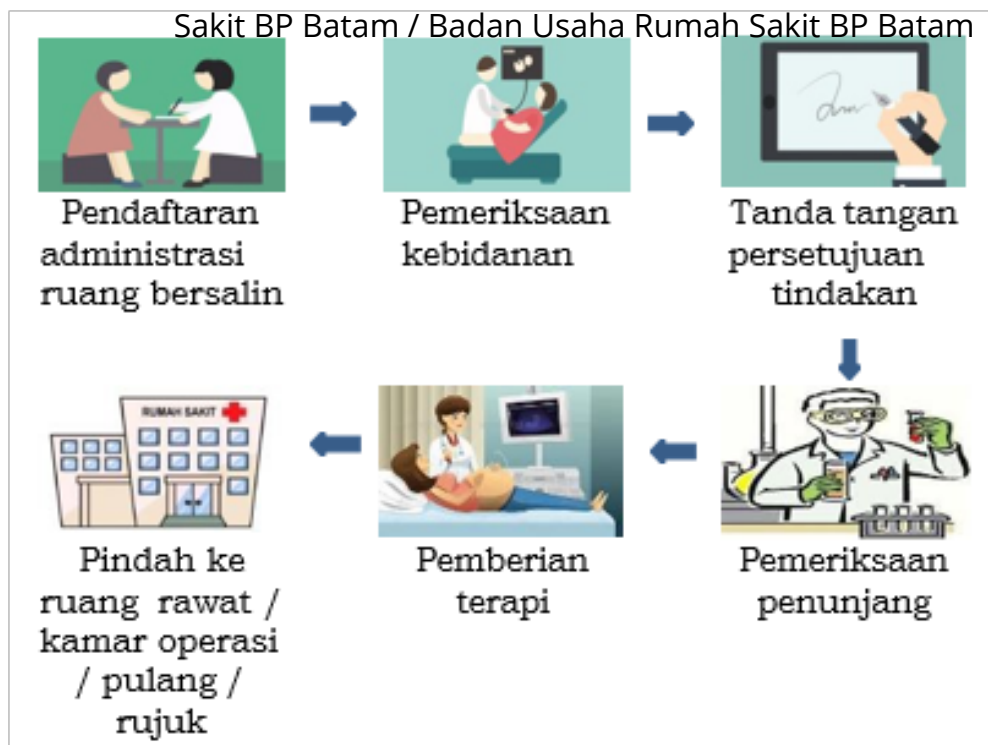 Sakit BP Batam / Badan Usaha Rumah Sakit BP Batam
Pendaftaran
administrasi
ruang bersalin
Pemeriksaan
kebidanan
Tanda tangan
persetujuan
tindakan
Pemeriksaan
penunjang
Pemberian
terapi
RUMAH SAKIT
Pindah ke
ruang rawat /
kamar operasi
/ pulang /
rujuk